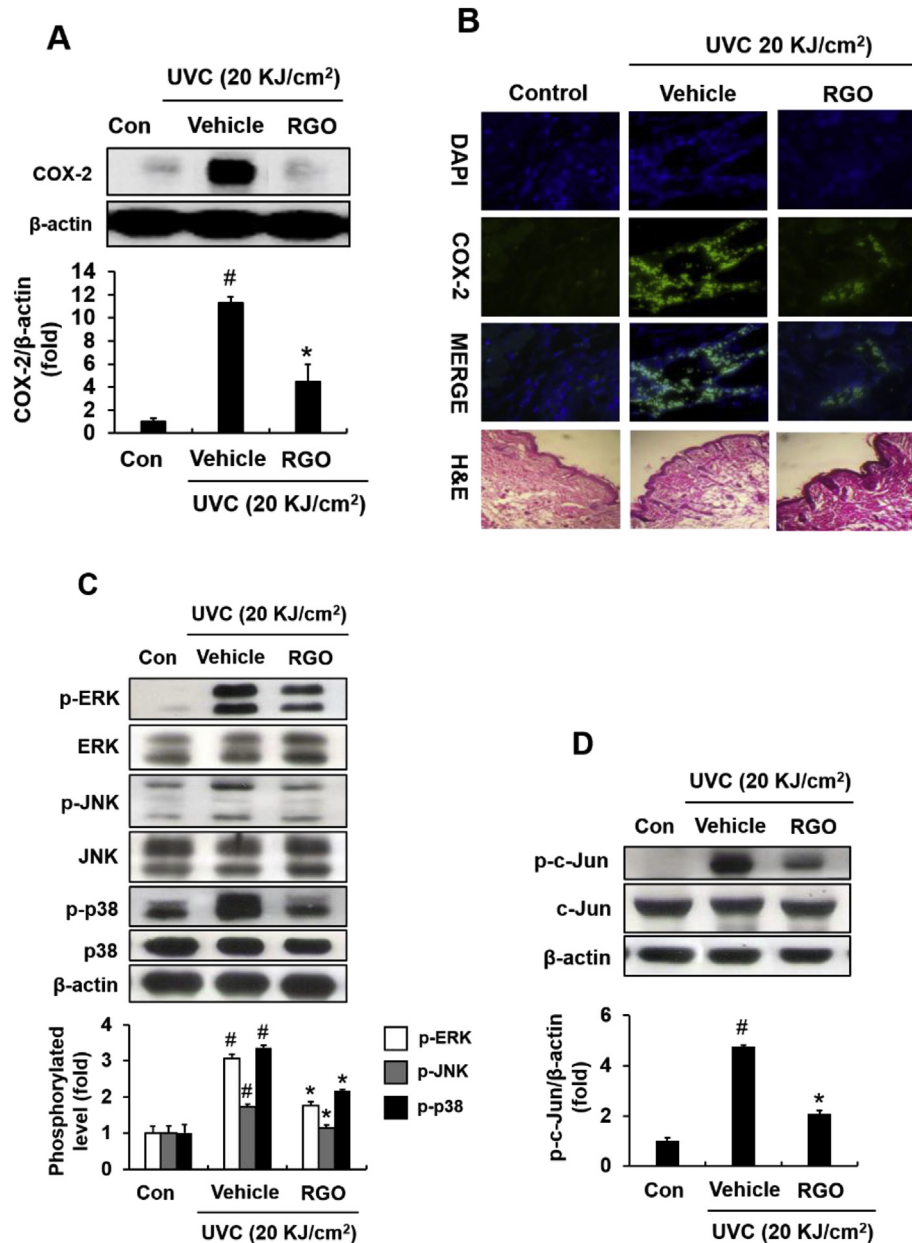 A
UVC (20 KJ/cm²)
Con Vehicle RGO
COX-2
β-actin
COX-2/β-actin
(fold)
14
12
10
8
6
4
2
0
#
*
Con Vehicle RGO
UVC (20 KJ/cm²)
B
UVC 20 KJ/cm²)
Control Vehicle RGO
DAPI
COX-2
MERGE
H&E
C
UVC (20 KJ/cm²)
Con Vehicle RGO
p-ERK
ERK
p-JNK
JNK
p-p38
p38
β-actin
Phosphorylated
level (fold)
4
3
2
1
0
# # #
* * *
p-ERK
p-JNK
p-p38
Con Vehicle RGO
UVC (20 KJ/cm²)
D
UVC (20 KJ/cm²)
Con Vehicle RGO
p-c-Jun
c-Jun
β-actin
p-c-Jun/β-actin
(fold)
6
4
2
0
#
*
Con Vehicle RGO
UVC (20 KJ/cm²)